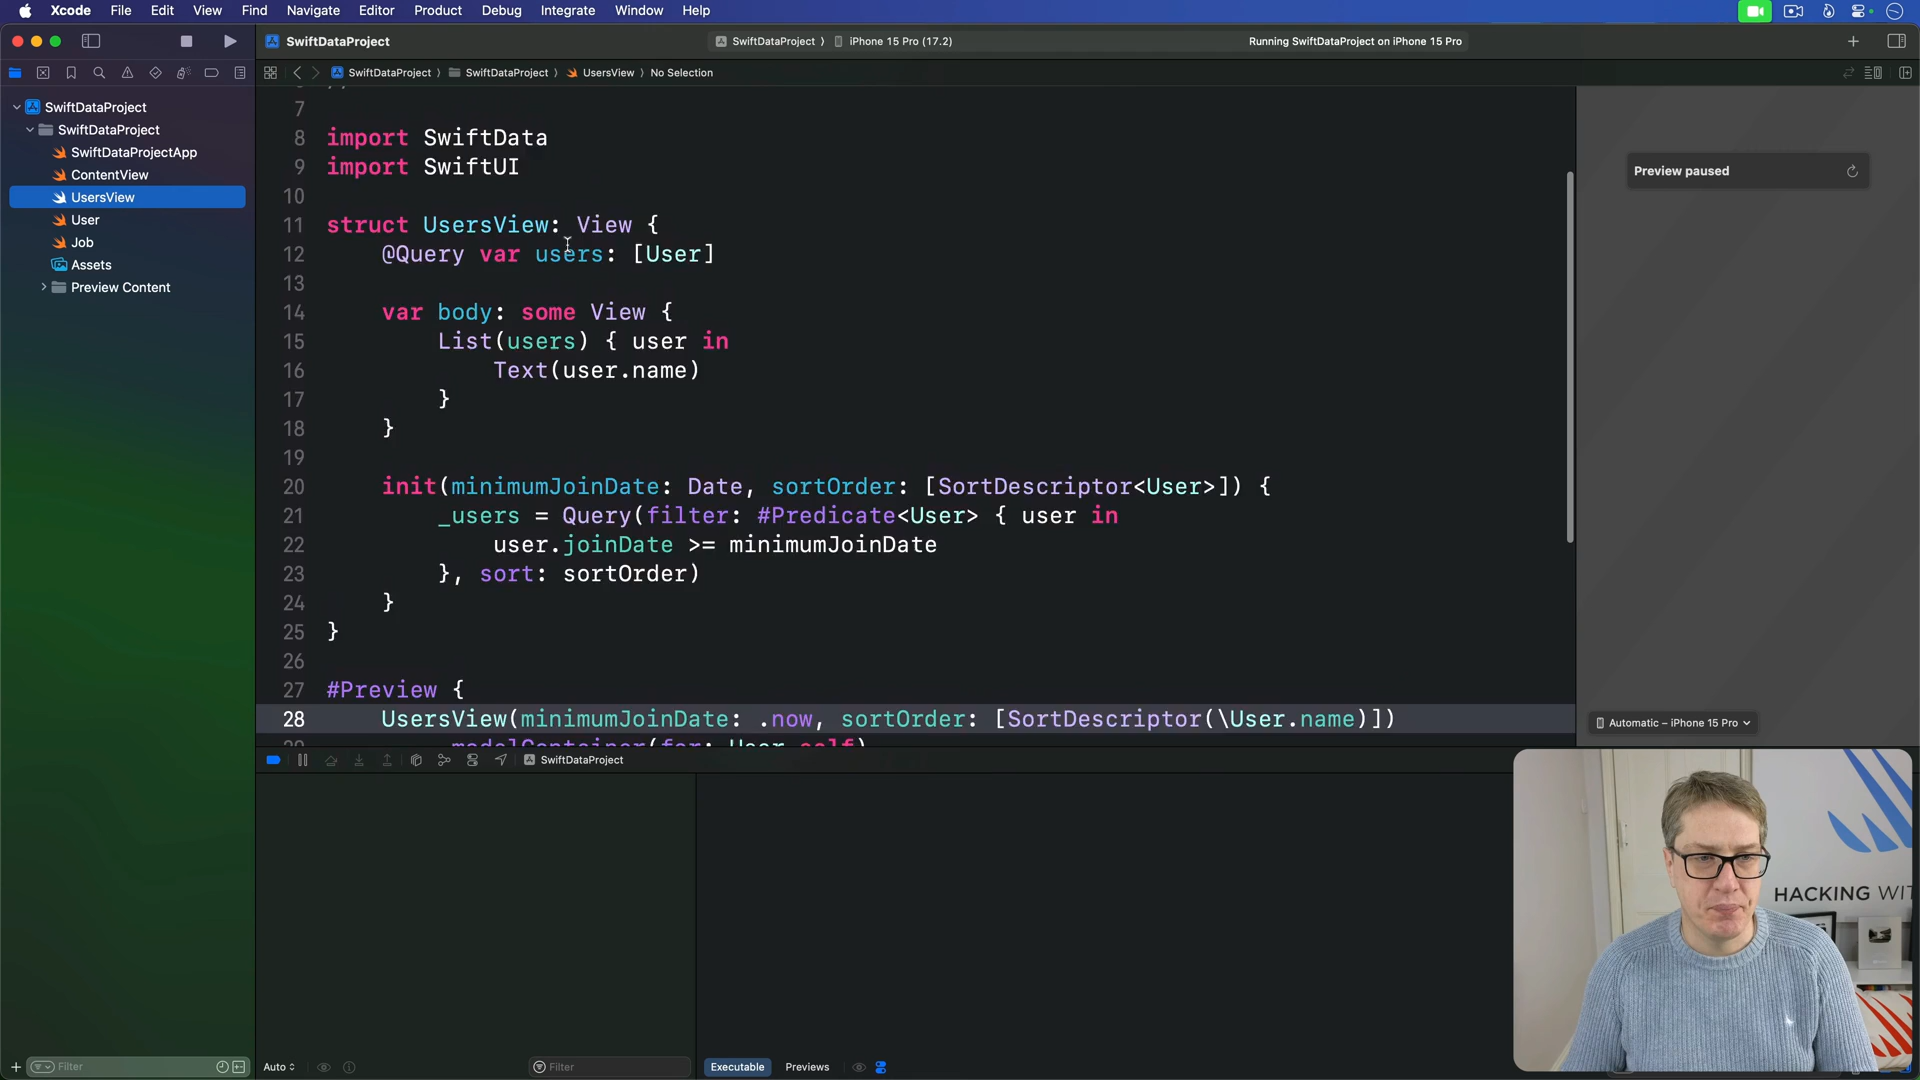 Xcode File Edit View Find Navigate Editor Product Debug Integrate Window Help
SwiftDataProject
SwiftDataProject iPhone 15 Pro (17.2)
Running SwiftDataProject on iPhone 15 Pro
SwiftDataProject SwiftDataProject UsersView No Selection
SwiftDataProject
SwiftDataProject
SwiftDataProjectApp
ContentView
UsersView
User
Job
Assets
Preview Content
Filter
7
8 import SwiftData
9 import SwiftUI
10
11 struct UsersView: View {
12 @Query var users: [User]
13
14 var body: some View {
15 List(users) { user in
16 Text(user.name)
17 }
18 }
19
20 init(minimumJoinDate: Date, sortOrder: [SortDescriptor<User>]) {
21 _users = Query(filter: #Predicate<User> { user in
22 user.joinDate >= minimumJoinDate
23 }, sort: sortOrder)
24 }
25 }
26
27 #Preview {
28 UsersView(minimumJoinDate: .now, sortOrder: [SortDescriptor(\User.name)])
29 .modelContainer(for: User.self)
Preview paused
Automatic – iPhone 15 Pro
SwiftDataProject
Auto
Filter
Executable Previews
HACKING WIT